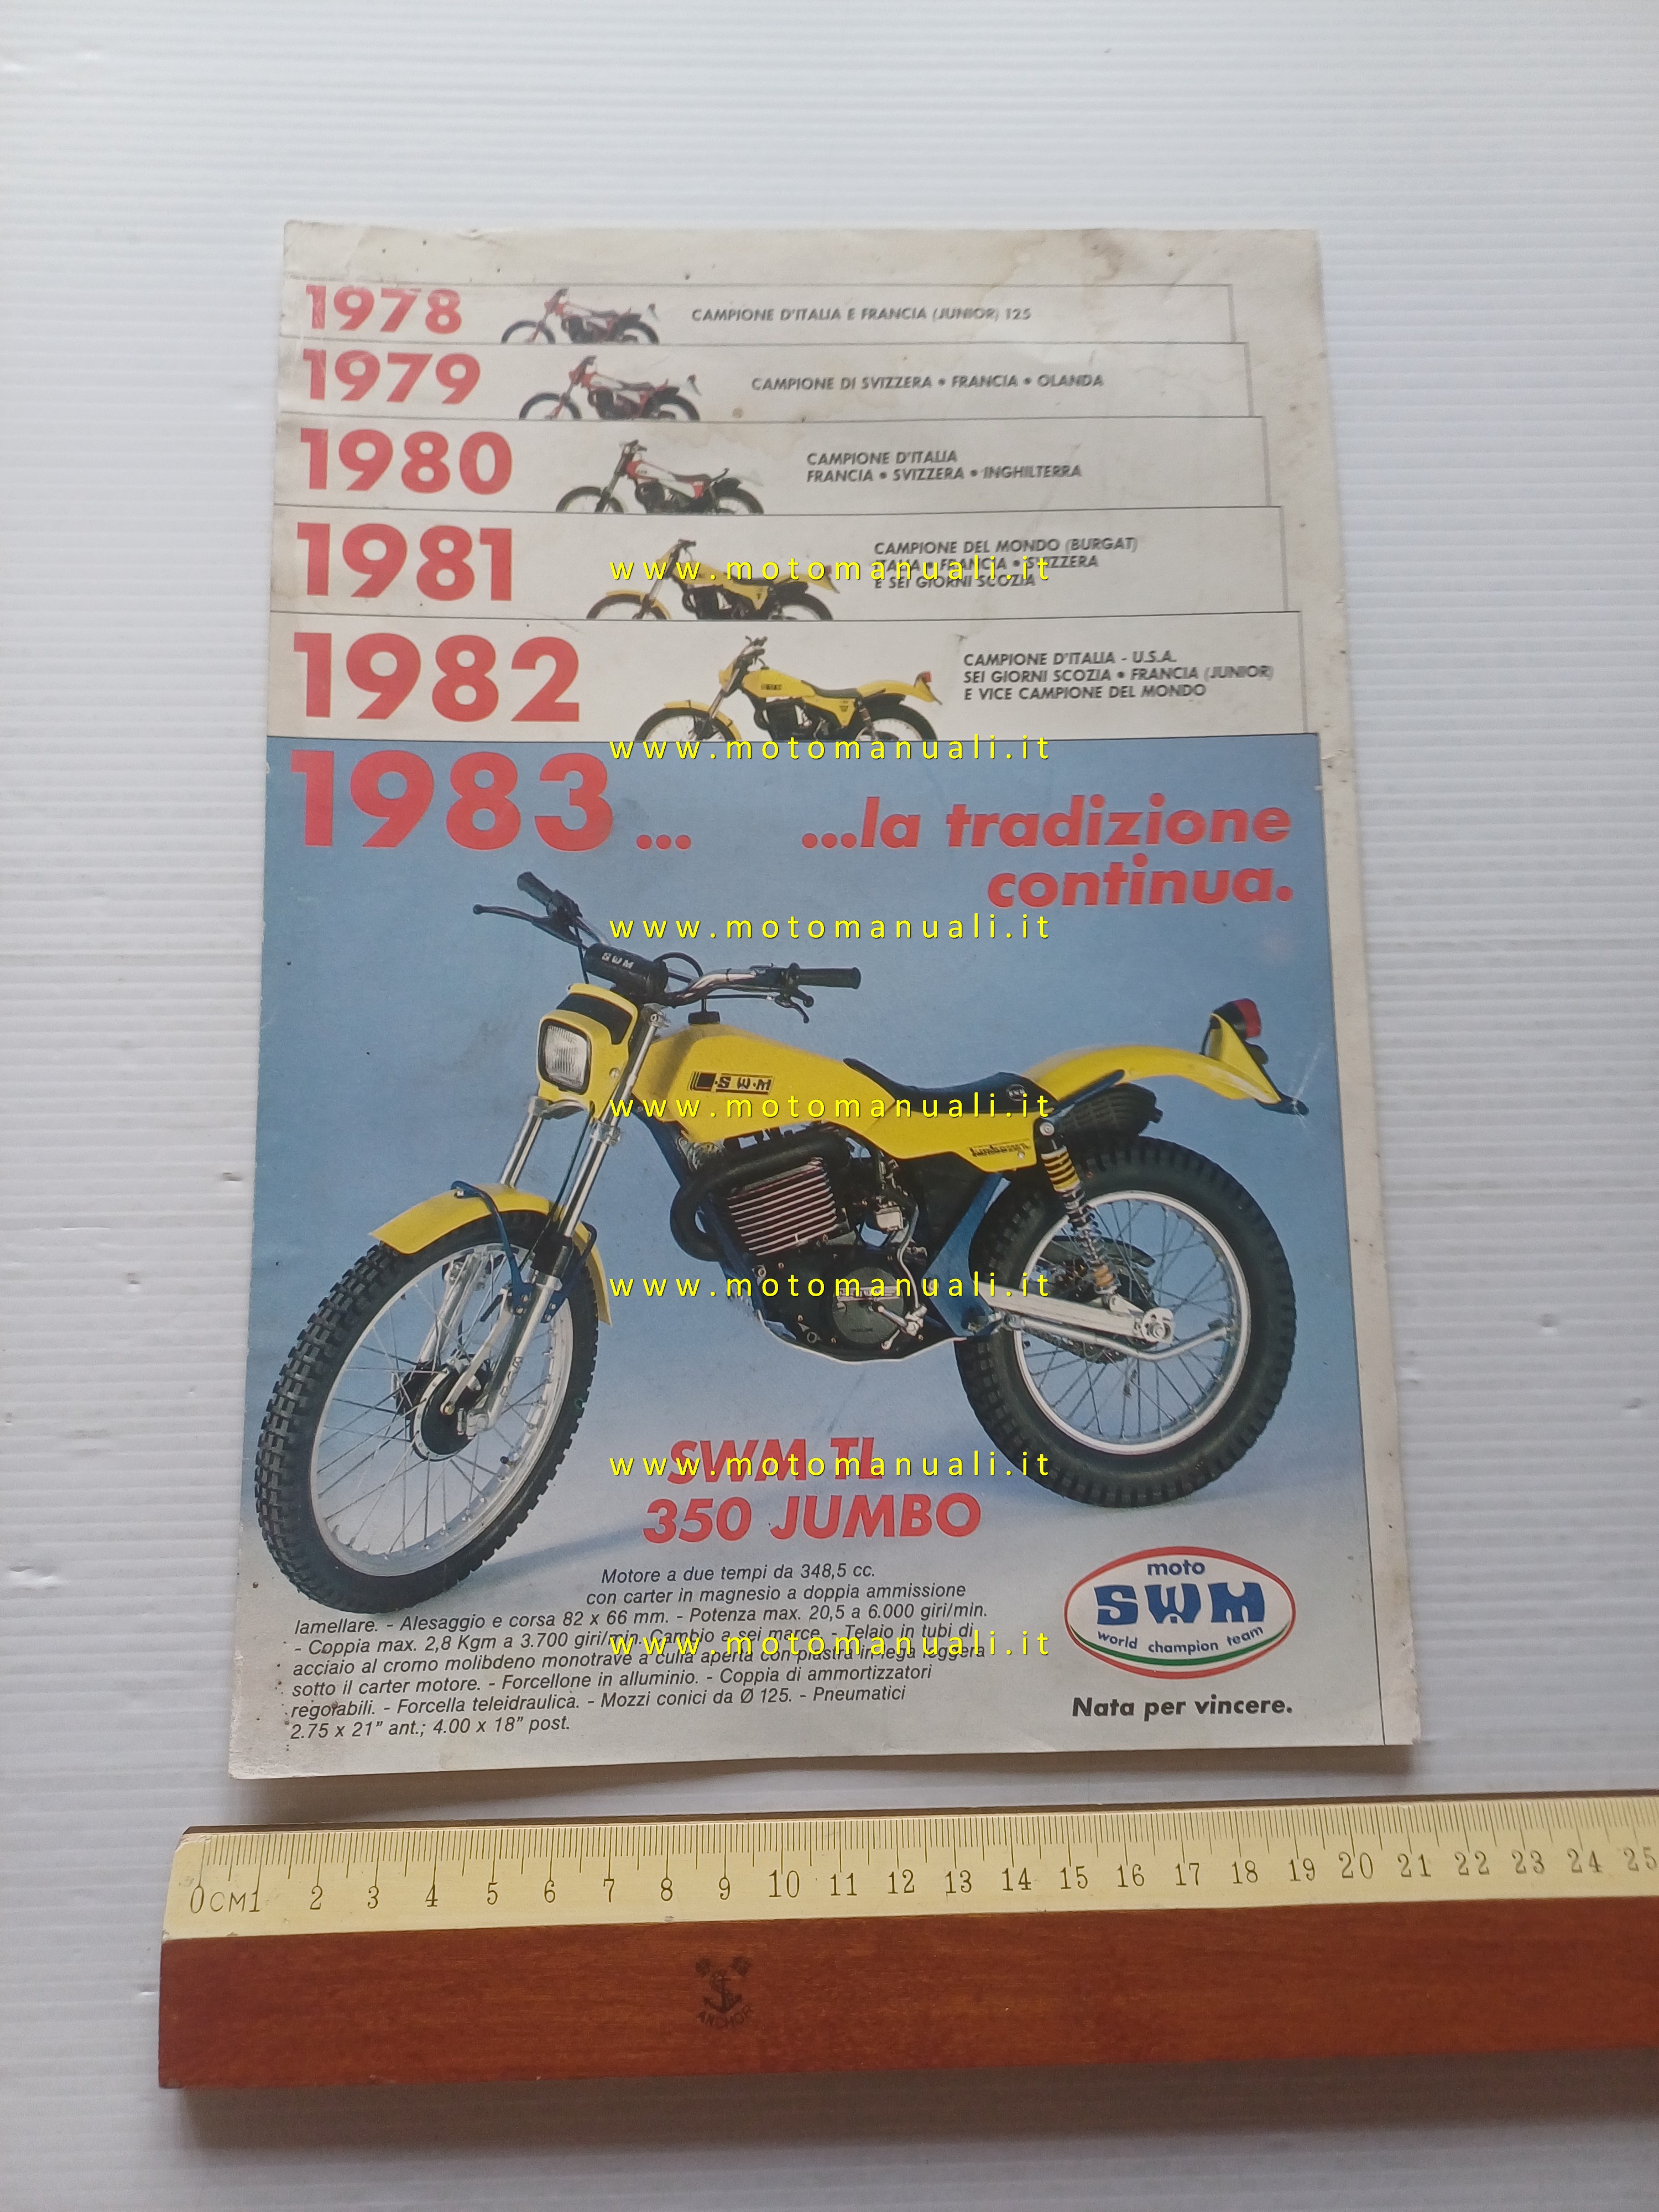 1978
CAMPIONE D'ITALIA E FRANCIA (JUNIOR) 125
1979
CAMPIONE DI SVIZZERA • FRANCIA • OLANDA
1980
CAMPIONE D'ITALIA
FRANCIA • SVIZZERA • INGHILTERRA
1981
CAMPIONE DEL MONDO (BURGAT)
ITALIA • FRANCIA • SVIZZERA
E SEI GIORNI SCOZIA
www.motomanuali.it
1982
CAMPIONE D'ITALIA - U.S.A.
SEI GIORNI SCOZIA • FRANCIA (JUNIOR)
E VICE CAMPIONE DEL MONDO
www.motomanuali.it
1983... ...la tradizione
continua.
www.motomanuali.it
SWM
SWM
www.motomanuali.it
www.motomanuali.it
SWM TL
www.motomanuali.it
350 JUMBO
Motore a due tempi da 348,5 cc.
con carter in magnesio a doppia ammissione
lamellare. - Alesaggio e corsa 82 x 66 mm. - Potenza max. 20,5 a 6.000 giri/min.
- Coppia max. 2,8 Kgm a 3.700 giri/min. Cambio a sei marce. - Telaio in tubi di
www.motomanuali.it
acciaio al cromo molibdeno monotrave a culla aperta con piastra in lega leggera
sotto il carter motore. - Forcellone in alluminio. - Coppia di ammortizzatori
regolabili. - Forcella teleidraulica. - Mozzi conici da Ø 125. - Pneumatici
2.75 x 21" ant.; 4.00 x 18" post.
moto
SWM
world champion team
Nata per vincere.
0 CM 1 2 3 4 5 6 7 8 9 10 11 12 13 14 15 16 17 18 19 20 21 22 23 24 25
ANCHOR